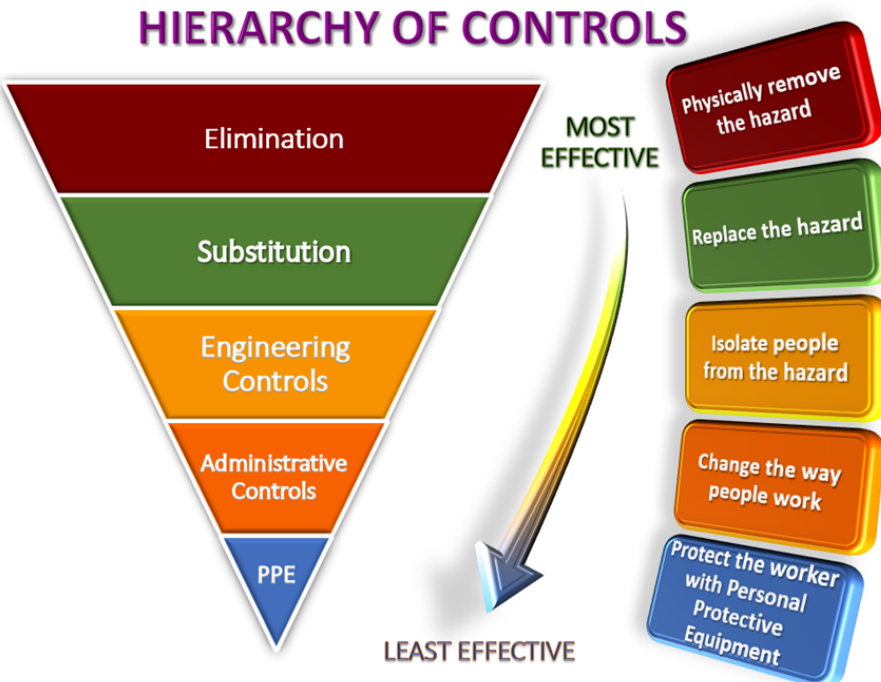 HIERARCHY OF CONTROLS
Elimination
Substitution
Engineering
Controls
Administrative
Controls
PPE
MOST
EFFECTIVE
LEAST EFFECTIVE
Physically remove
the hazard
Replace the hazard
Isolate people
from the hazard
Change the way
people work
Protect the worker
with Personal
Protective
Equipment